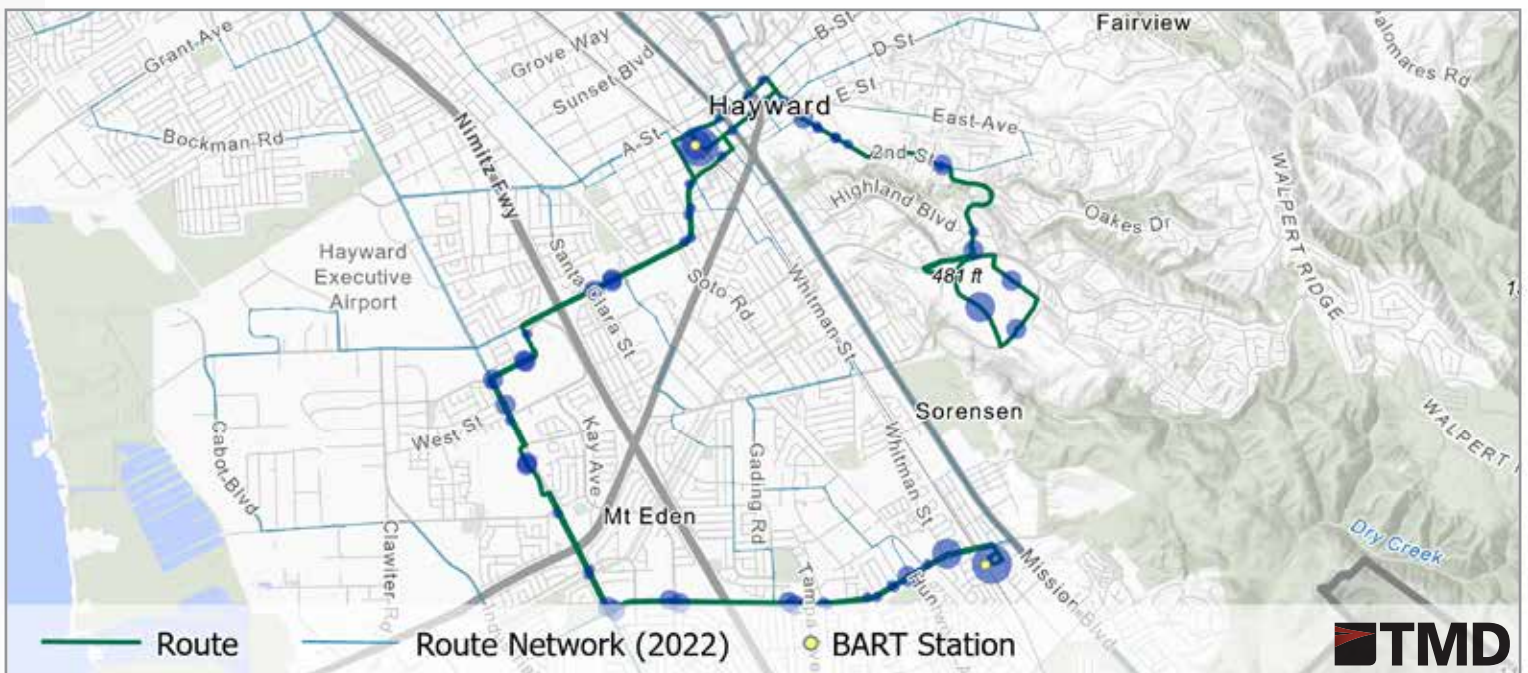 Fairview
Palomares Rd
Grant Ave
Grove Way
B St
D St
Sunset Blvd
E St
Hayward
East Ave
Bockman Rd
A St
Nimitz Fwy
2nd St
Highland Blvd
Oakes Dr
WALPERT RIDGE
Hayward
Executive
Airport
Santa Clara St
Soto Rd
Whitman St
481 ft
Sorensen
West St
Kay Ave
Cabot Blvd
Whitman St
Gading Rd
WALPERT
Mt Eden
Clawiter Rd
Dry Creek
Mission Blvd
Tampa Ave
Route
Route Network (2022)
BART Station
TMD